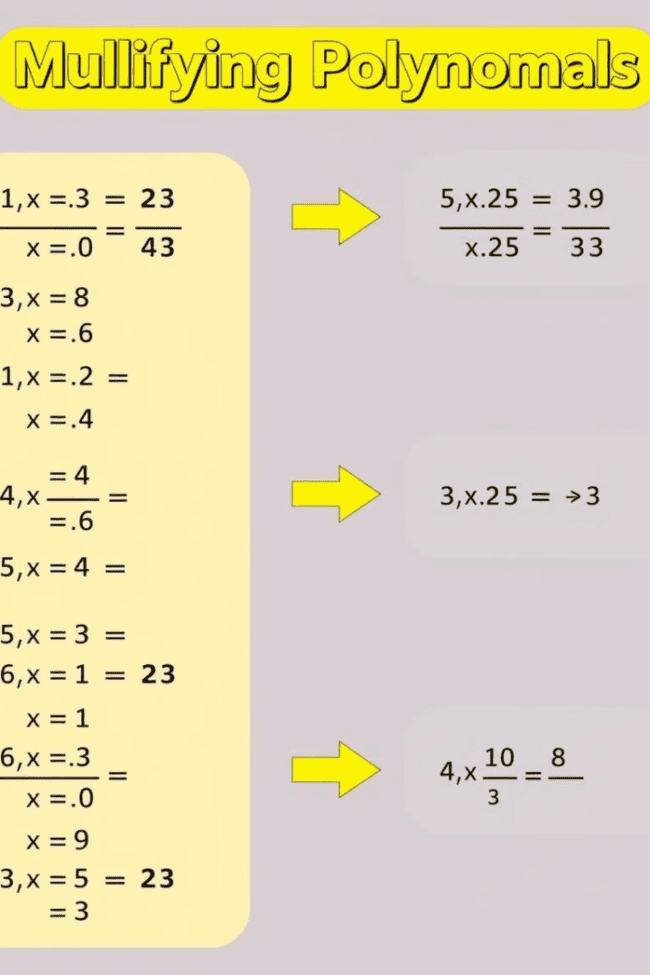 Mullifying Polynomals
1,x =.3 = 23
x =.0 = 43
3,x = 8
x =.6
1,x =.2 =
x =.4
= 4
4,x =
=.6
5,x = 4 =
5,x = 3 =
6,x = 1 = 23
x = 1
6,x =.3
x =.0 =
x = 9
3,x = 5 = 23
= 3
5,x.25 = 3.9
x.25 = 33
3,x.25 = →3
4,x 10 = 8
3